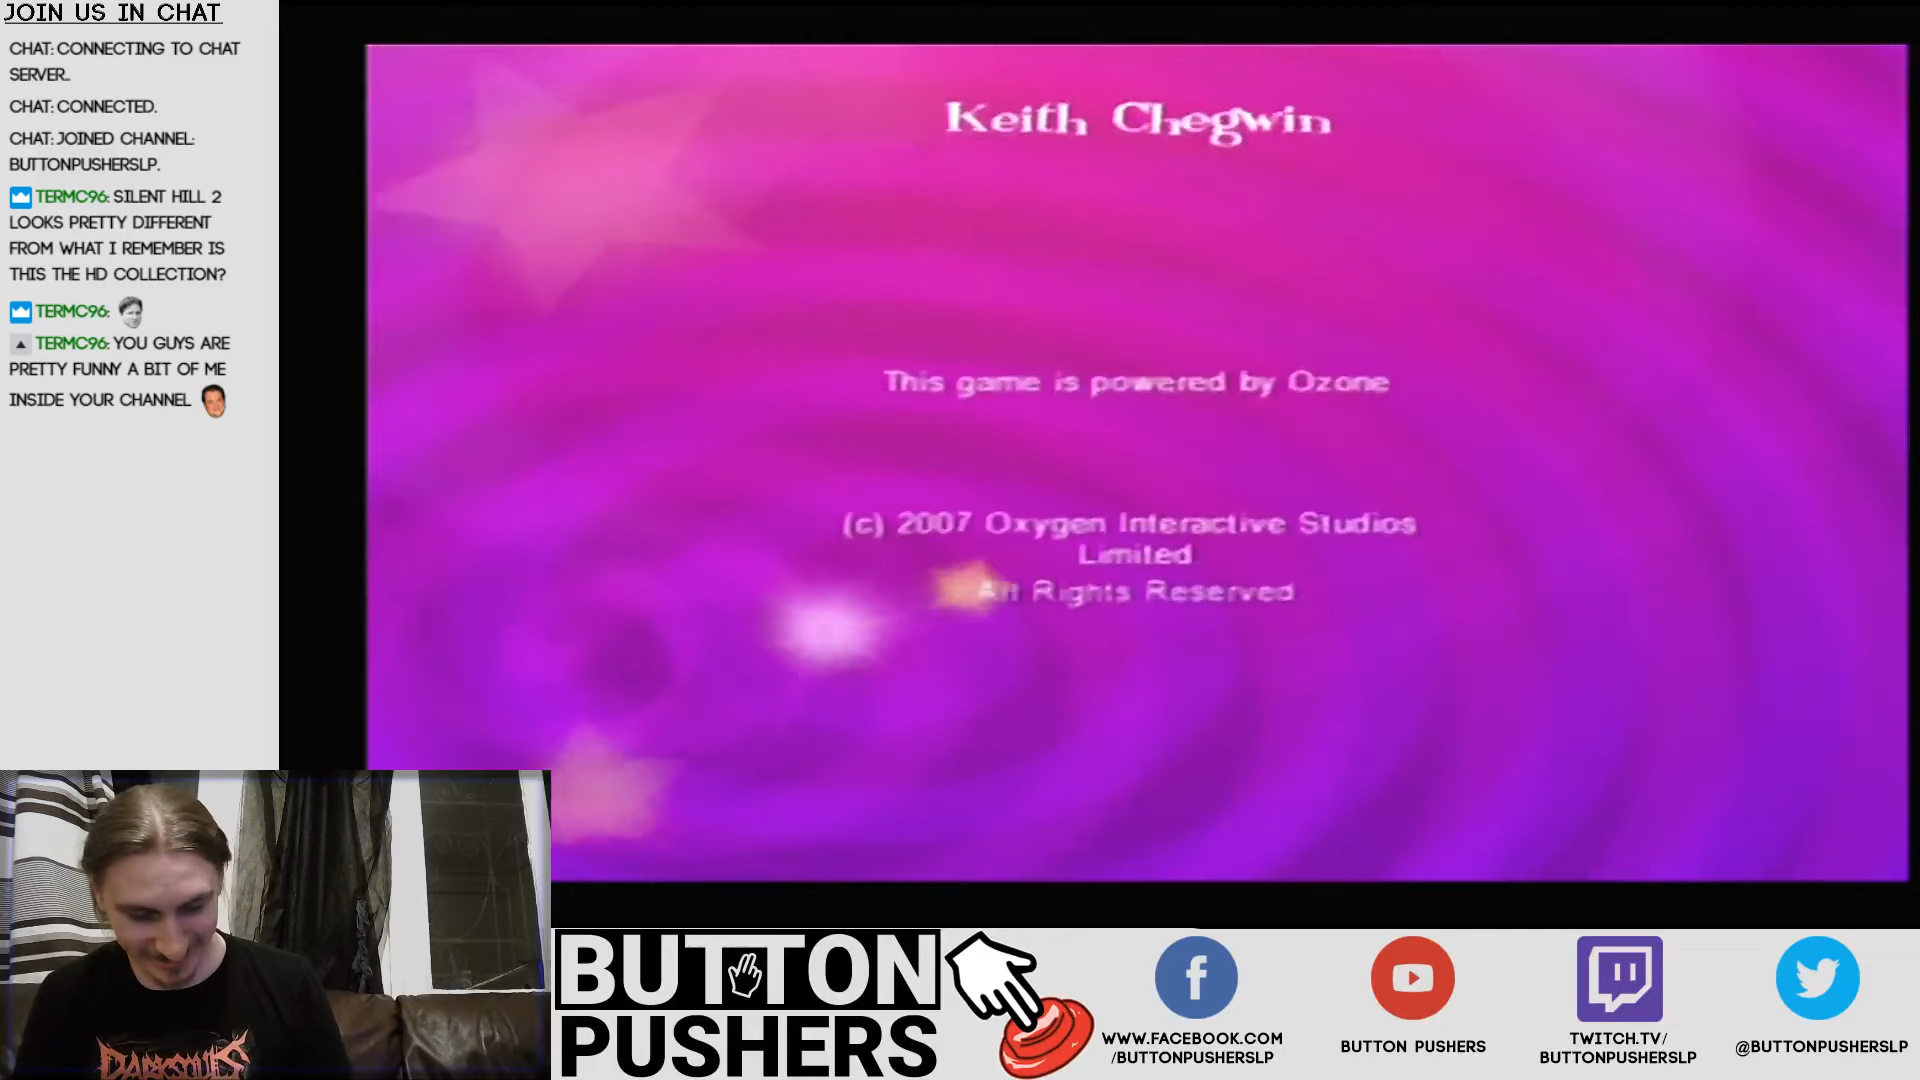 JOIN US IN CHAT
CHAT: CONNECTING TO CHAT
SERVER..
CHAT: CONNECTED.
CHAT: JOINED CHANNEL:
BUTTONPUSHERSLP.
TERMC96: SILENT HILL 2
LOOKS PRETTY DIFFERENT
FROM WHAT I REMEMBER IS
THIS THE HD COLLECTION?
TERMC96:
TERMC96: YOU GUYS ARE
PRETTY FUNNY A BIT OF ME
INSIDE YOUR CHANNEL
Keith Chegwin
This game is powered by Ozone
(c) 2007 Oxygen Interactive Studios
Limited
All Rights Reserved
BUTTON
PUSHERS
WWW.FACEBOOK.COM
/BUTTONPUSHERSLP
BUTTON PUSHERS
TWITCH.TV/
BUTTONPUSHERSLP
@BUTTONPUSHERSLP